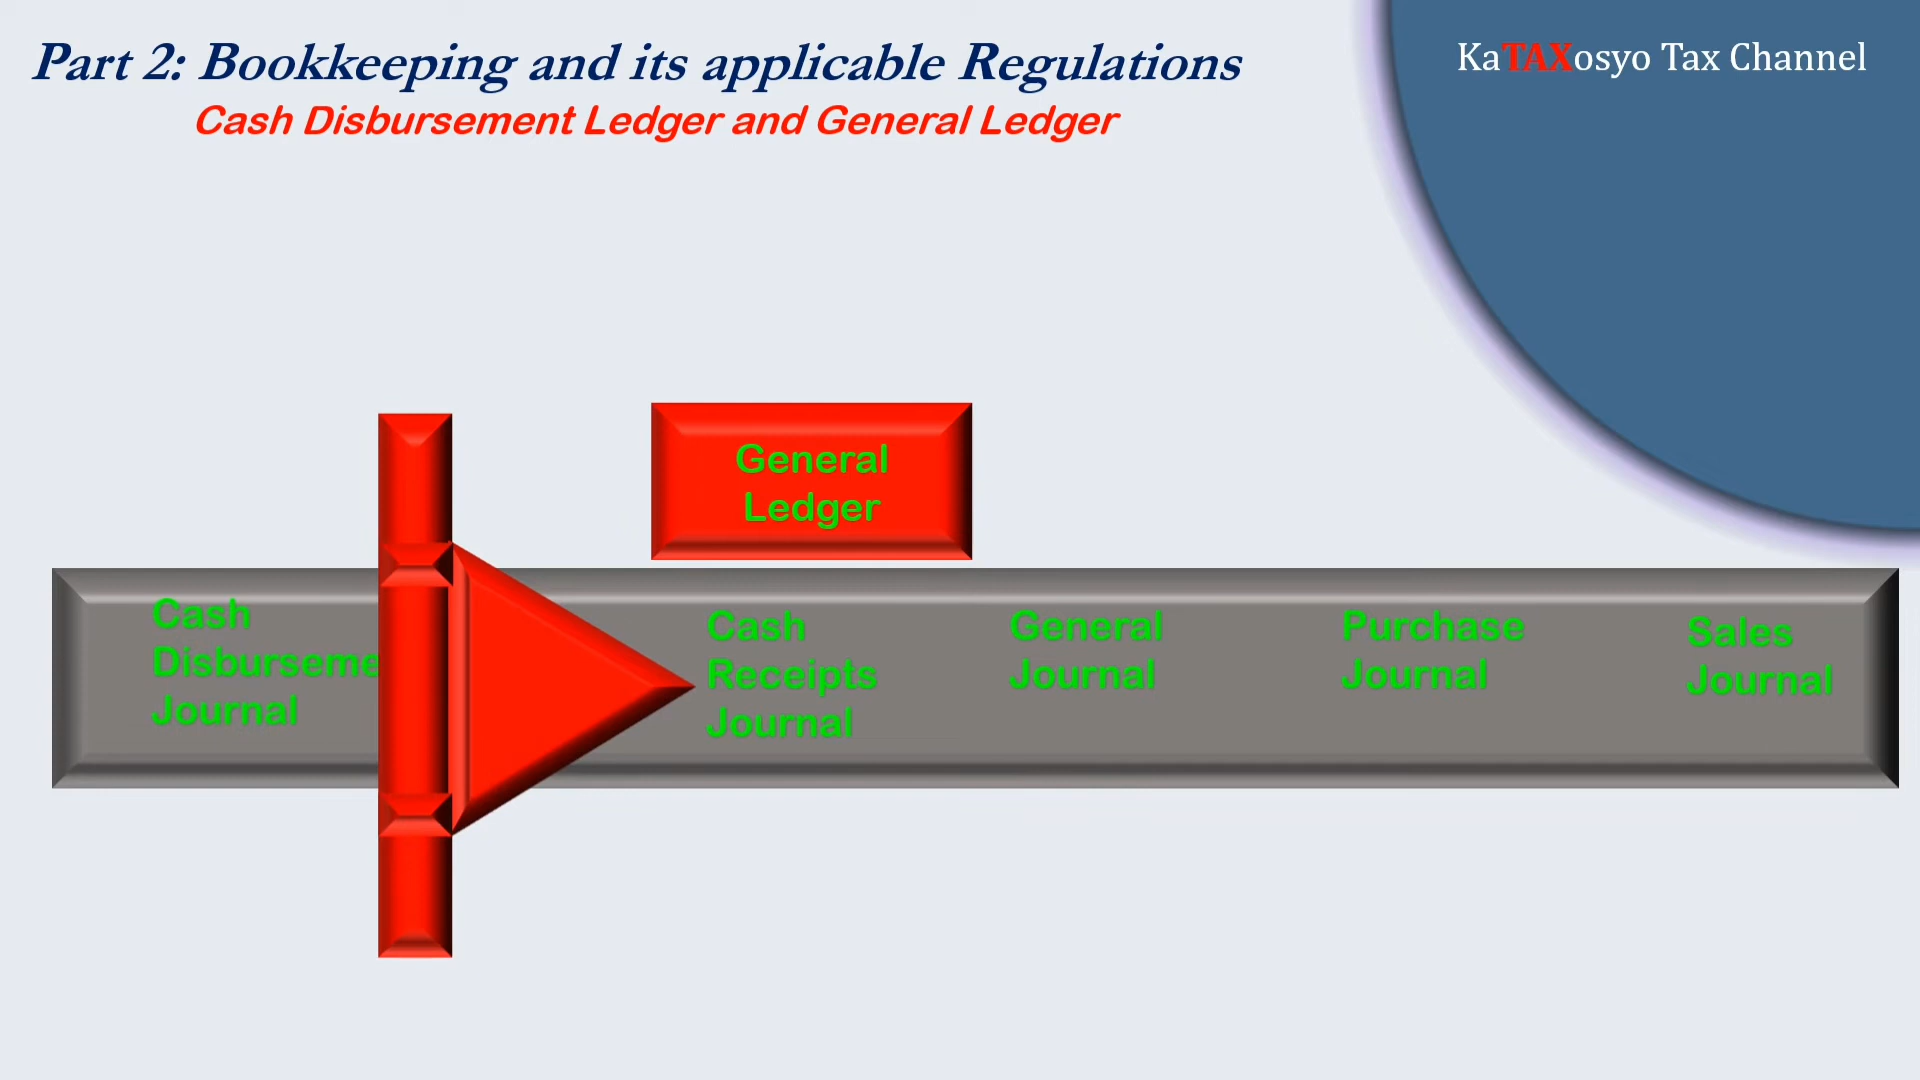 Part 2: Bookkeeping and its applicable Regulations
KaTAXosyo Tax Channel
Cash Disbursement Ledger and General Ledger
General
Ledger
Cash
Disburseme
Journal
Cash
Receipts
Journal
General
Journal
Purchase
Journal
Sales
Journal